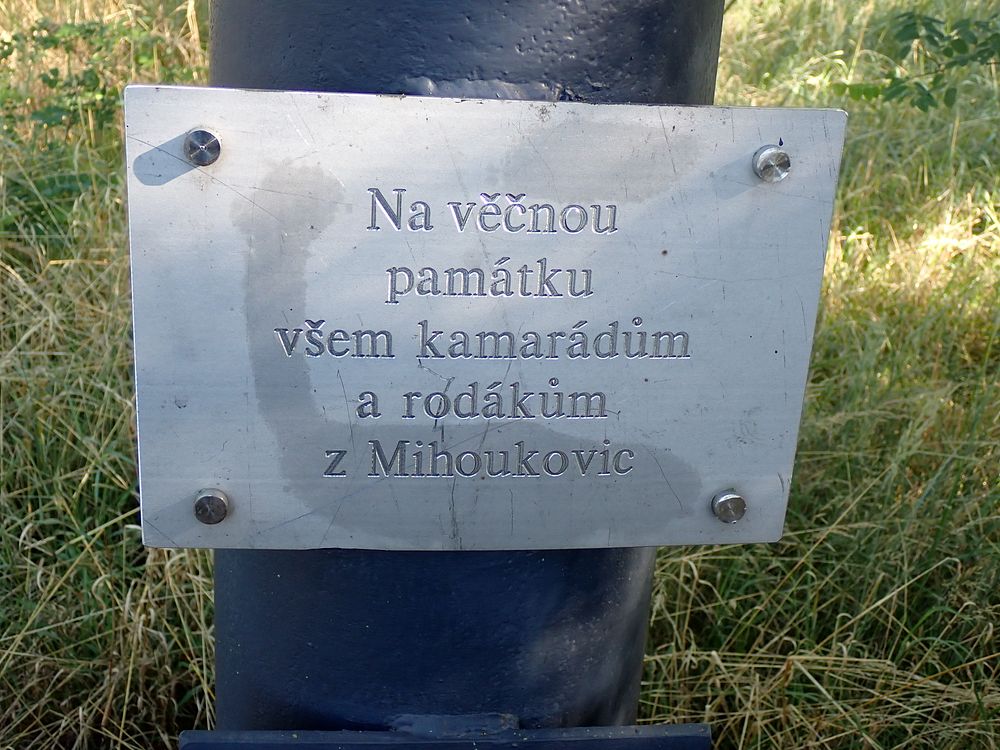 Na věčnou
památku
všem kamarádům
a rodákům
z Mihoukovic